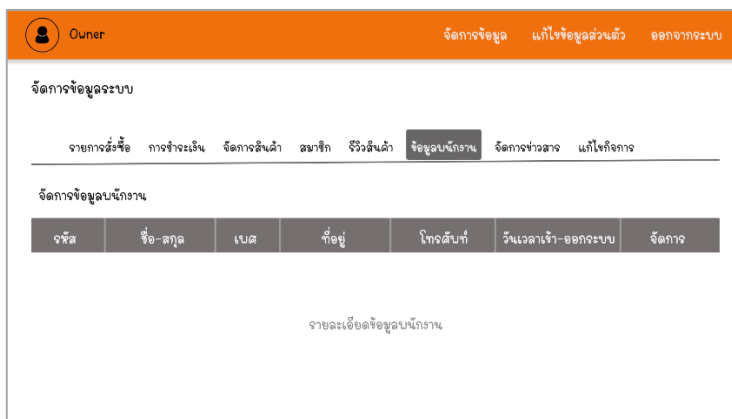 Owner จัดการข้อมูล แก้ไขข้อมูลส่วนตัว ออกจากระบบ
จัดการข้อมูลระบบ
รายการสั่งซื้อ การชำระเงิน จัดการสินค้า สมาชิก รีวิวสินค้า ข้อมูลพนักงาน จัดการข่าวสาร แก้ไขกิจการ
จัดการข้อมูลพนักงาน
รหัส ชื่อ-สกุล เพศ ที่อยู่ โทรศัพท์ วันเวลาเข้า-ออกระบบ จัดการ
รายละเอียดข้อมูลพนักงาน